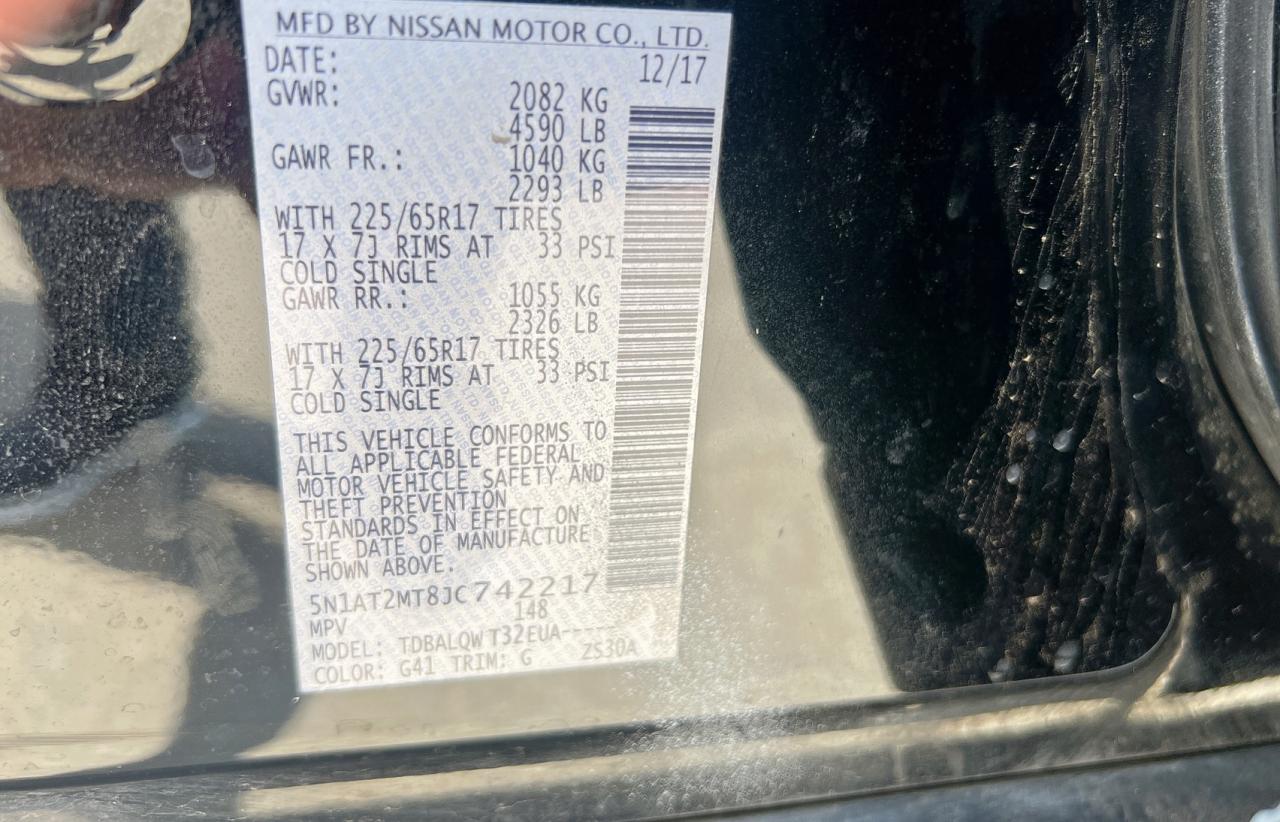 MFD BY NISSAN MOTOR CO., LTD.
DATE: 12/17
GVWR: 2082 KG
4590 LB
GAWR FR.: 1040 KG
2293 LB
WITH 225/65R17 TIRES
17 X 7J RIMS AT 33 PSI
COLD SINGLE
GAWR RR.: 1055 KG
2326 LB
WITH 225/65R17 TIRES
17 X 7J RIMS AT 33 PSI
COLD SINGLE
THIS VEHICLE CONFORMS TO
ALL APPLICABLE FEDERAL
MOTOR VEHICLE SAFETY AND
THEFT PREVENTION
STANDARDS IN EFFECT ON
THE DATE OF MANUFACTURE
SHOWN ABOVE.
5N1AT2MT8JC742217
MPV 148
MODEL: TDBALQW T32EUA-----
COLOR: G41 TRIM: G ZS30A